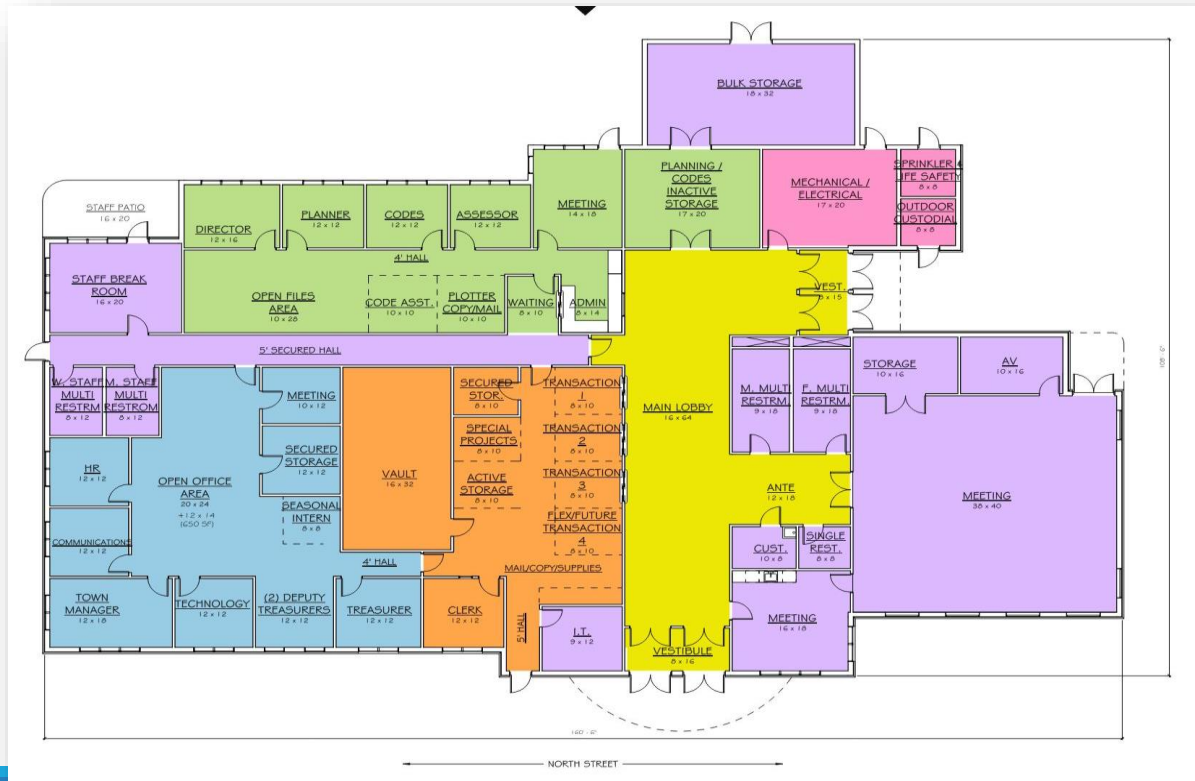 BULK STORAGE
18 x 32
STAFF PATIO
16 x 20
DIRECTOR
12 x 16
PLANNER
12 x 12
CODES
12 x 12
ASSESSOR
12 x 12
MEETING
14 x 18
PLANNING /
CODES
INACTIVE
STORAGE
17 x 20
MECHANICAL /
ELECTRICAL
17 x 20
SPRINKLER /
LIFE SAFETY
8 x 8
OUTDOOR
CUSTODIAL
8 x 8
STAFF BREAK
ROOM
16 x 20
4' HALL
OPEN FILES
AREA
10 x 28
CODE ASST.
10 x 10
PLOTTER
COPY/MAIL
10 x 10
WAITING
8 x 10
ADMIN
8 x 14
VEST.
8 x 15
5' SECURED HALL
W. STAFF
MULTI
RESTRM
8 x 12
M. STAFF
MULTI
RESTROM
8 x 12
MEETING
10 x 12
SECURED
STORAGE
12 x 12
SEASONAL
INTERN
8 x 8
VAULT
16 x 32
SECURED
STOR.
8 x 10
SPECIAL
PROJECTS
8 x 10
ACTIVE
STORAGE
8 x 10
TRANSACTION
1
8 x 10
TRANSACTION
2
8 x 10
TRANSACTION
3
8 x 10
FLEX/FUTURE
TRANSACTION
4
8 x 10
MAIL/COPY/SUPPLIES
MAIN LOBBY
16 x 64
M. MULTI
RESTRM.
9 x 18
F. MULTI
RESTRM.
9 x 18
STORAGE
10 x 16
AV
10 x 16
108'- 6"
HR
12 x 12
OPEN OFFICE
AREA
20 x 24
+12 x 14
(650 SF)
COMMUNICATIONS
12 x 12
4' HALL
ANTE
12 x 18
MEETING
38 x 40
CUST.
10 x 8
SINGLE
REST.
8 x 8
TOWN
MANAGER
12 x 18
TECHNOLOGY
12 x 12
(2) DEPUTY
TREASURERS
12 x 12
TREASURER
12 x 12
CLERK
12 x 12
5' HALL
I.T.
9 x 12
VESTIBULE
8 x 16
MEETING
16 x 18
160'- 6"
NORTH STREET